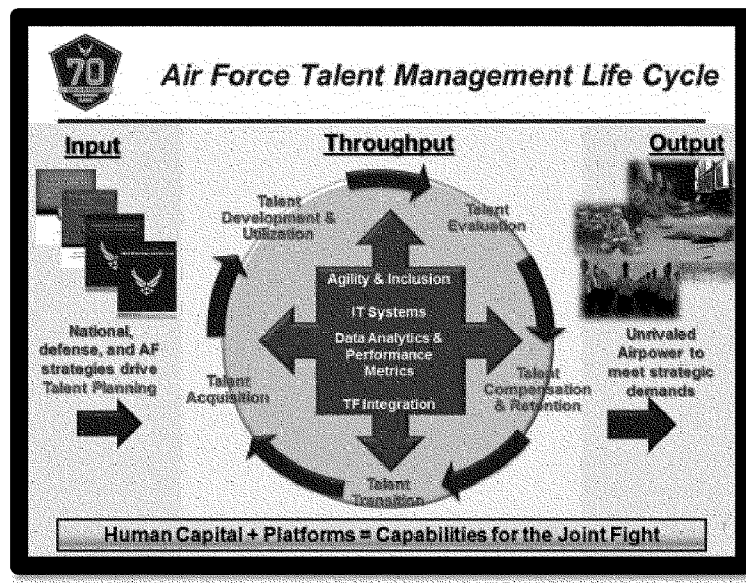 70
Air Force Talent Management Life Cycle
Input
Throughput
Output
National,
defense, and AF
strategies drive
Talent Planning
Talent
Development &
Utilization
Talent
Evaluation
Talent
Acquisition
Agility & Inclusion
IT Systems
Data Analytics &
Performance
Metrics
TF Integration
Talent
Compensation
& Retention
Talent
Transition
Unrivaled
Airpower to
meet strategic
demands
Human Capital + Platforms = Capabilities for the Joint Fight